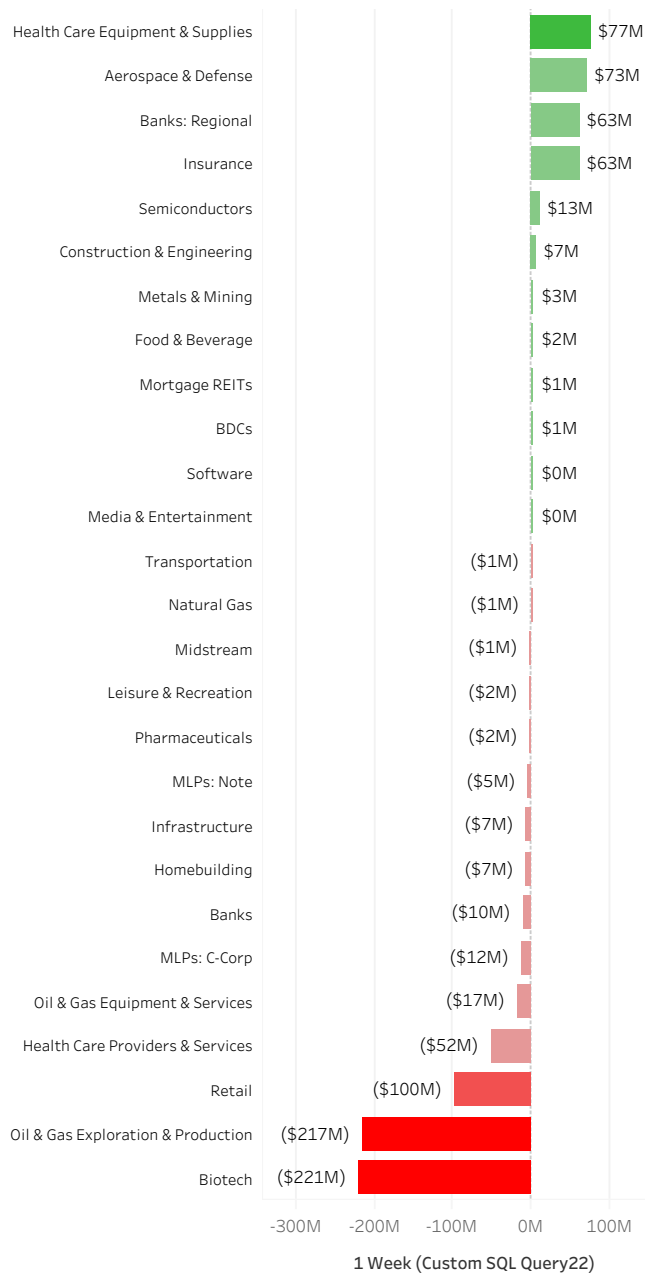 Health Care Equipment & Supplies $77M
Aerospace & Defense $73M
Banks: Regional $63M
Insurance $63M
Semiconductors $13M
Construction & Engineering $7M
Metals & Mining $3M
Food & Beverage $2M
Mortgage REITs $1M
BDCs $1M
Software $0M
Media & Entertainment $0M
Transportation ($1M)
Natural Gas ($1M)
Midstream ($1M)
Leisure & Recreation ($2M)
Pharmaceuticals ($2M)
MLPs: Note ($5M)
Infrastructure ($7M)
Homebuilding ($7M)
Banks ($10M)
MLPs: C-Corp ($12M)
Oil & Gas Equipment & Services ($17M)
Health Care Providers & Services ($52M)
Retail ($100M)
Oil & Gas Exploration & Production ($217M)
Biotech ($221M)
-300M -200M -100M 0M 100M
1 Week (Custom SQL Query22)